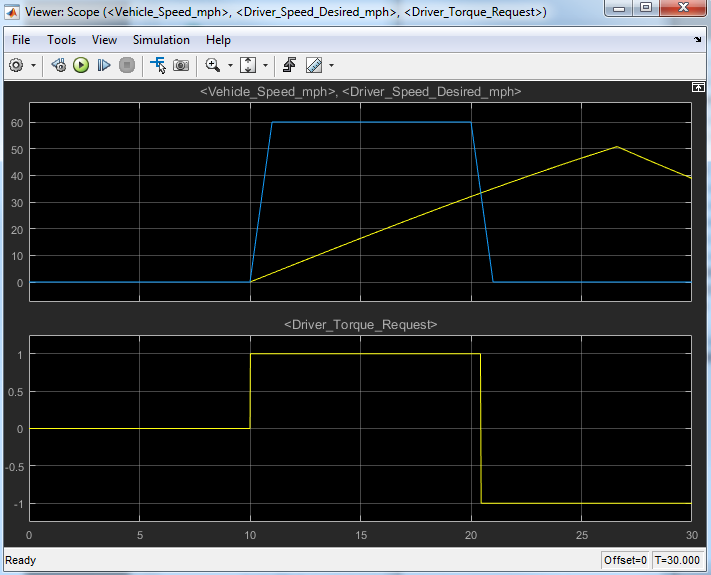 Viewer: Scope (<Vehicle_Speed_mph>, <Driver_Speed_Desired_mph>, <Driver_Torque_Request>)
File Tools View Simulation Help
<Vehicle_Speed_mph>, <Driver_Speed_Desired_mph>
60
50
40
30
20
10
0
<Driver_Torque_Request>
1
0.5
0
-0.5
-1
0 5 10 15 20 25 30
Ready Offset=0 T=30.000